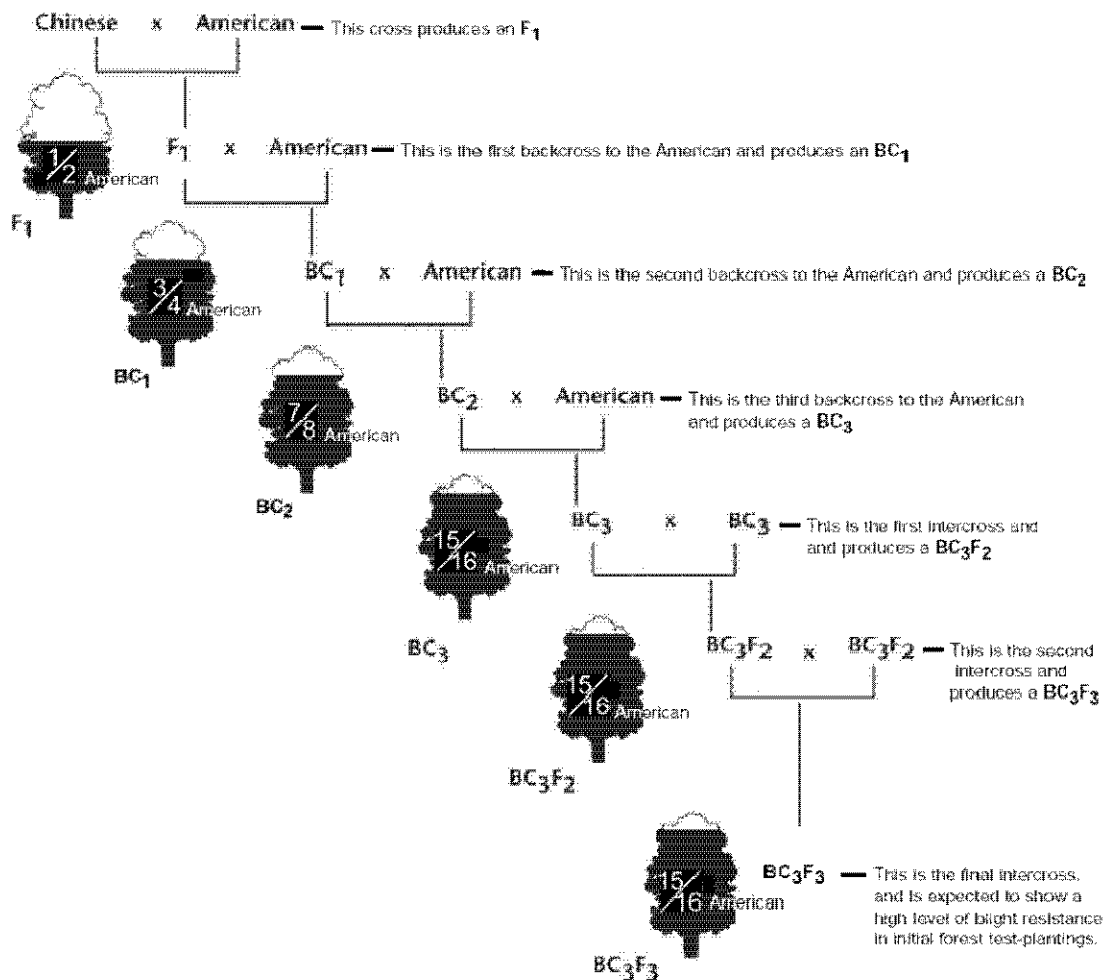 Chinese x American — This cross produces an F1
1/2 American
F1
F1 x American — This is the first backcross to the American and produces an BC1
3/4 American
BC1
BC1 x American — This is the second backcross to the American and produces a BC2
7/8 American
BC2
BC2 x American — This is the third backcross to the American
and produces a BC3
15/16 American
BC3
BC3 x BC3 — This is the first intercross and
and produces a BC3F2
15/16 American
BC3F2
BC3F2 x BC3F2 — This is the second
intercross and
produces a BC3F3
15/16 American
BC3F3
BC3F3 — This is the final intercross,
and is expected to show a
high level of blight resistance
in initial forest test-plantings.